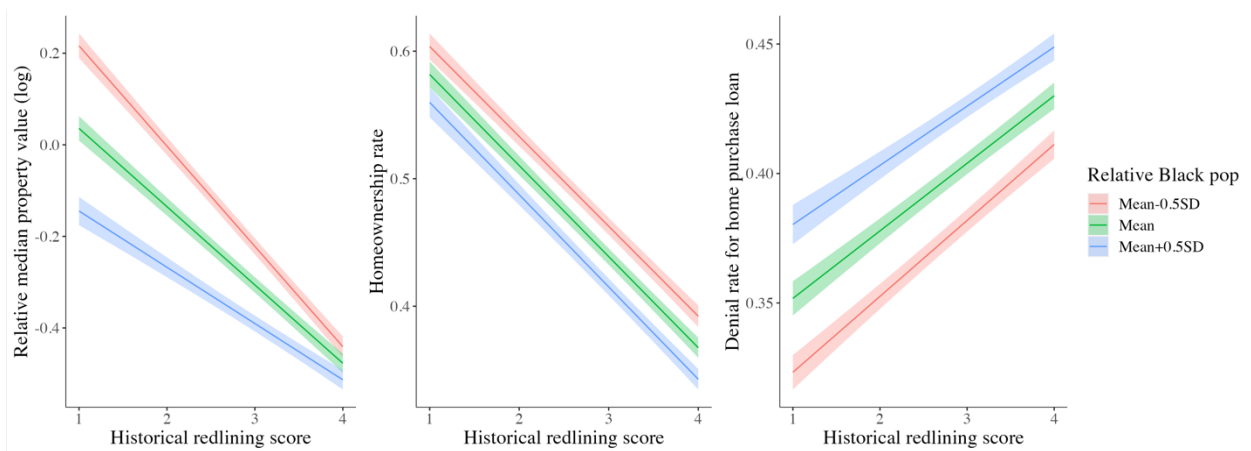 Relative median property value (log)
0.2
0.0
-0.2
-0.4
1 2 3 4
Historical redlining score
Homeownership rate
0.6
0.5
0.4
1 2 3 4
Historical redlining score
Denial rate for home purchase loan
0.45
0.40
0.35
1 2 3 4
Historical redlining score
Relative Black pop
Mean-0.5SD
Mean
Mean+0.5SD